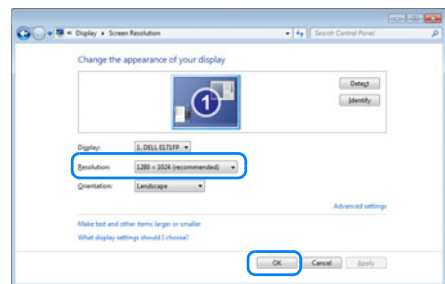 « Display ▸ Screen Resolution
Search Control Panel
Change the appearance of your display
1
Detect
Identify
Display: 1. DELL E171FP
Resolution: 1280 × 1024 (recommended)
Orientation: Landscape
Advanced settings
Make text and other items larger or smaller
What display settings should I choose?
OK Cancel Apply